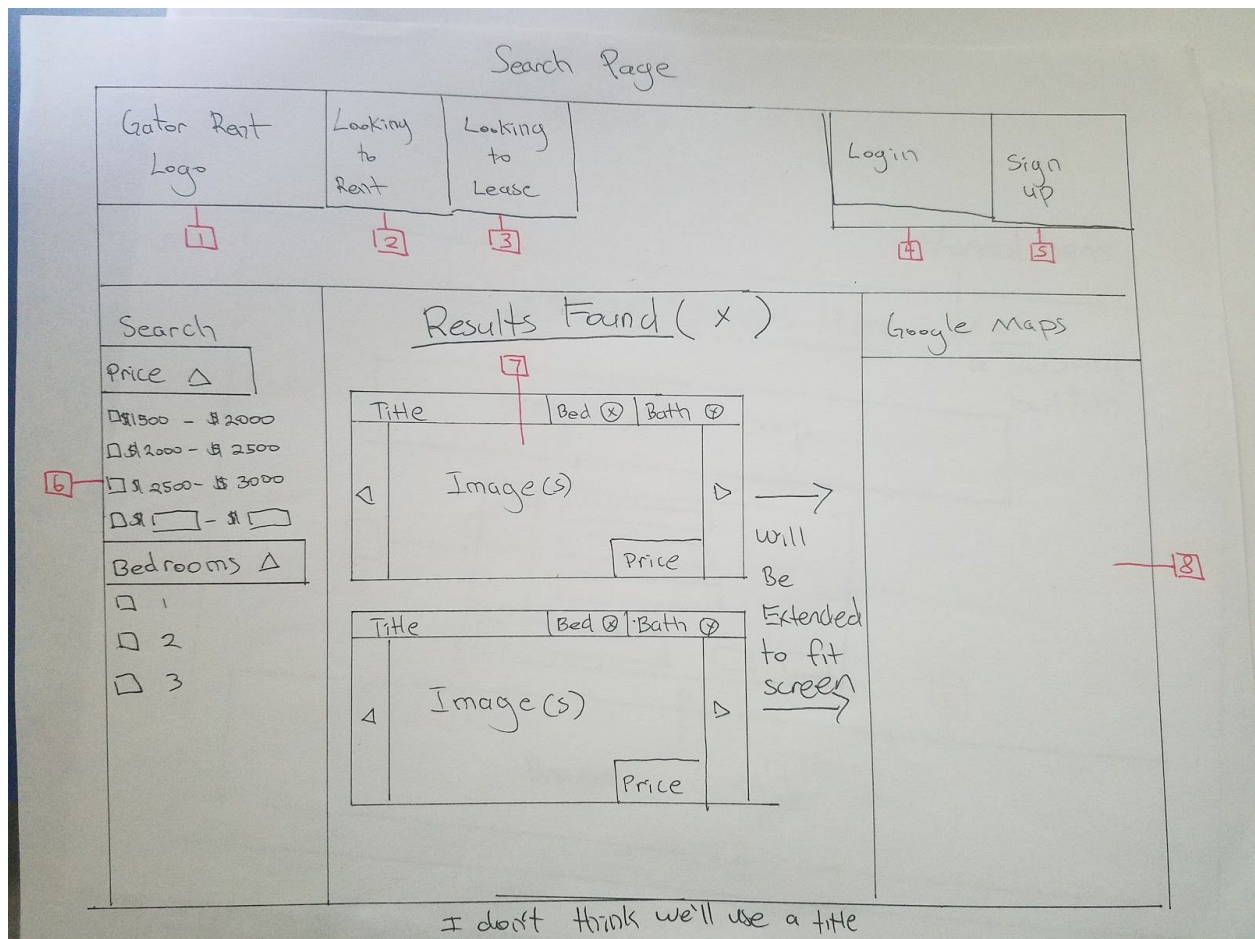 Search Page
Gator Rent
Logo
Looking
to
Rent
Looking
to
Lease
Login
Sign
up
1
2
3
4
5
Search
Price △
$1500 - $2000
$2000 - $2500
6
$2500 - $3000
$ - $
Bedrooms △
1
2
3
Results Found (x)
7
Title
Bed (x)
Bath (x)
Image(s)
Price
Title
Bed (x)
Bath (x)
Image(s)
Price
Will
Be
Extended
to fit
screen
Google Maps
8
I don't think we'll use a title